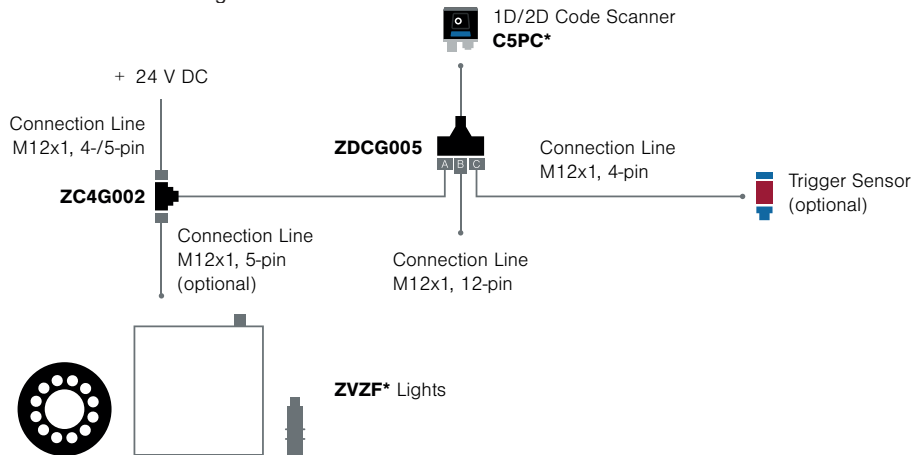 1D/2D Code Scanner
C5PC*
+ 24 V DC
Connection Line
M12x1, 4-/5-pin
ZDCG005
A B C
Connection Line
M12x1, 4-pin
ZC4G002
Trigger Sensor
(optional)
Connection Line
M12x1, 5-pin
(optional)
Connection Line
M12x1, 12-pin
ZVZF* Lights